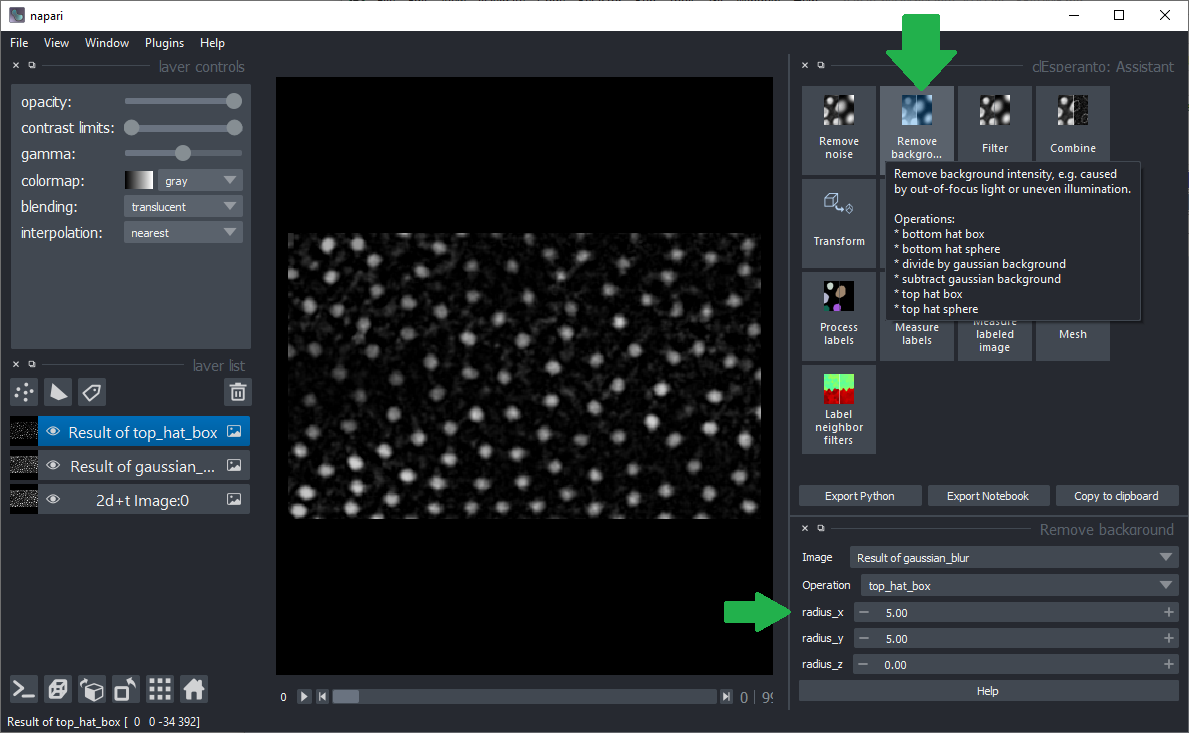 napari
File View Window Plugins Help
layer controls
opacity:
contrast limits:
gamma:
colormap: gray
blending: translucent
interpolation: nearest
layer list
Result of top_hat_box
Result of gaussian_...
2d+t Image:0
0
0 | 99
Result of top_hat_box [ 0 0 -34 392]
clEsperanto: Assistant
Remove
noise
Remove
backgro...
Filter
Combine
Remove background intensity, e.g. caused
by out-of-focus light or uneven illumination.
Operations:
* bottom hat box
* bottom hat sphere
* divide by gaussian background
* subtract gaussian background
* top hat box
* top hat sphere
Transform
Process
labels
Measure
labels
Measure
labeled
image
Mesh
Label
neighbor
filters
Export Python Export Notebook Copy to clipboard
Remove background
Image Result of gaussian_blur
Operation top_hat_box
radius_x 5.00
radius_y 5.00
radius_z 0.00
Help